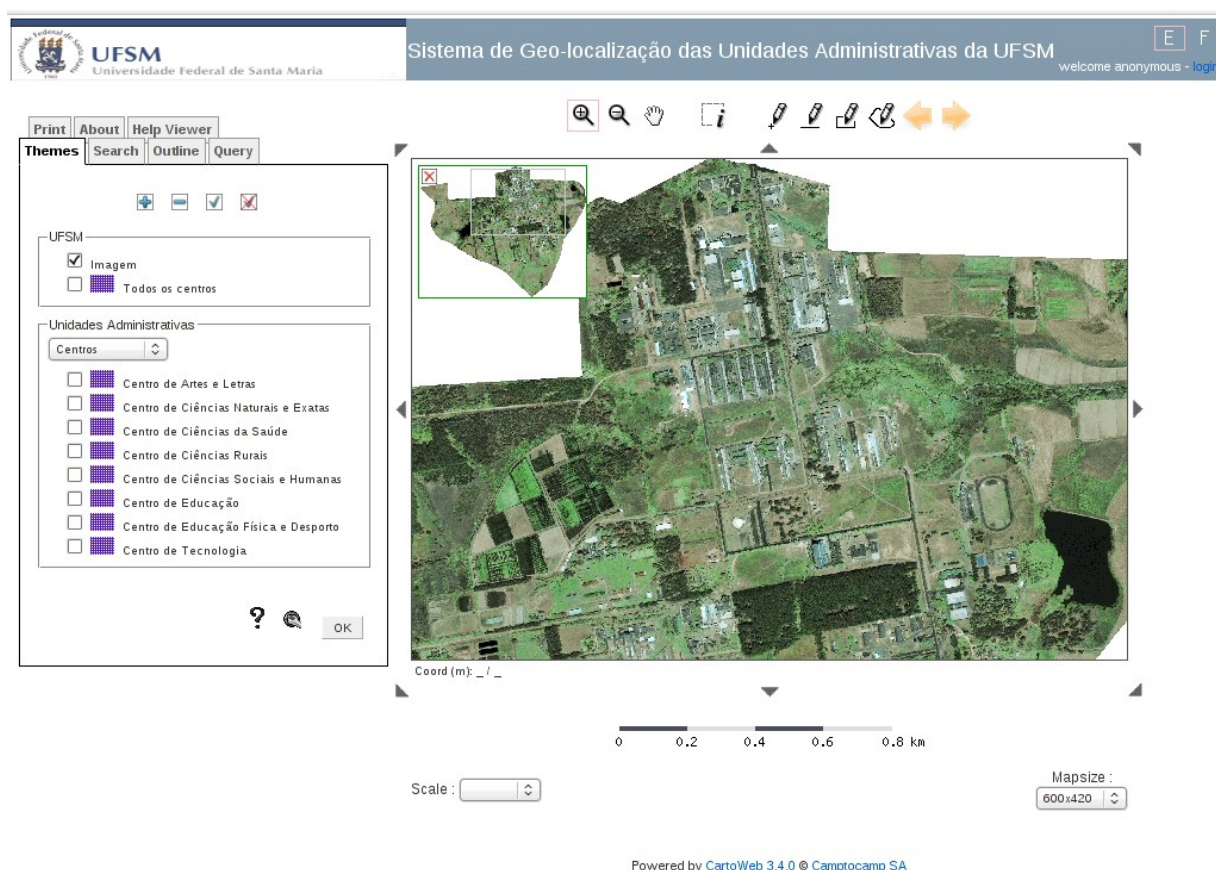 UFSM
Universidade Federal de Santa Maria
Sistema de Geo-localização das Unidades Administrativas da UFSM
E F
welcome anonymous - login
Print About Help Viewer
Themes Search Outline Query
UFSM
Imagem
Todos os centros
Unidades Administrativas
Centros
Centro de Artes e Letras
Centro de Ciências Naturais e Exatas
Centro de Ciências da Saúde
Centro de Ciências Rurais
Centro de Ciências Sociais e Humanas
Centro de Educação
Centro de Educação Física e Desporto
Centro de Tecnologia
? OK
i
Coord (m): _ / _
0 0.2 0.4 0.6 0.8 km
Scale :
Mapsize :
600x420
Powered by CartoWeb 3.4.0 © Camptocamp SA